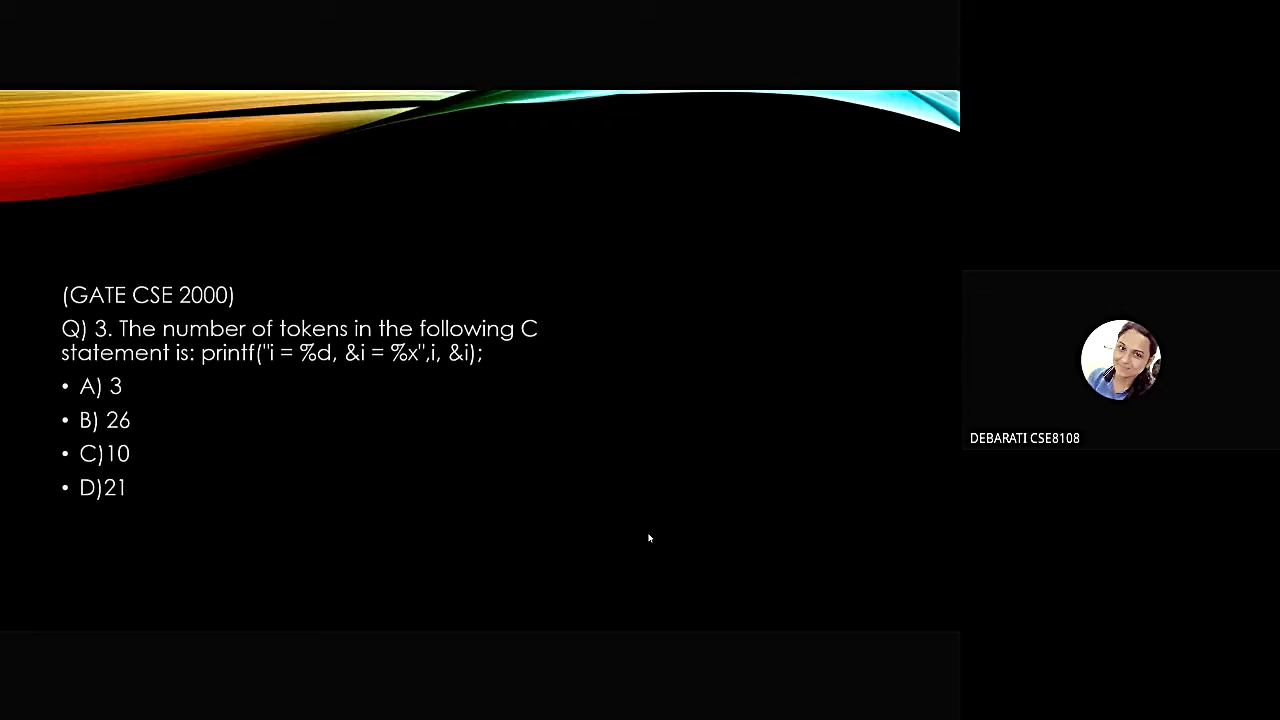 (GATE CSE 2000)
Q) 3. The number of tokens in the following C
statement is: printf("i = %d, &i = %x",i, &i);
• A) 3
• B) 26
• C)10
• D)21
DEBARATI CSE8108